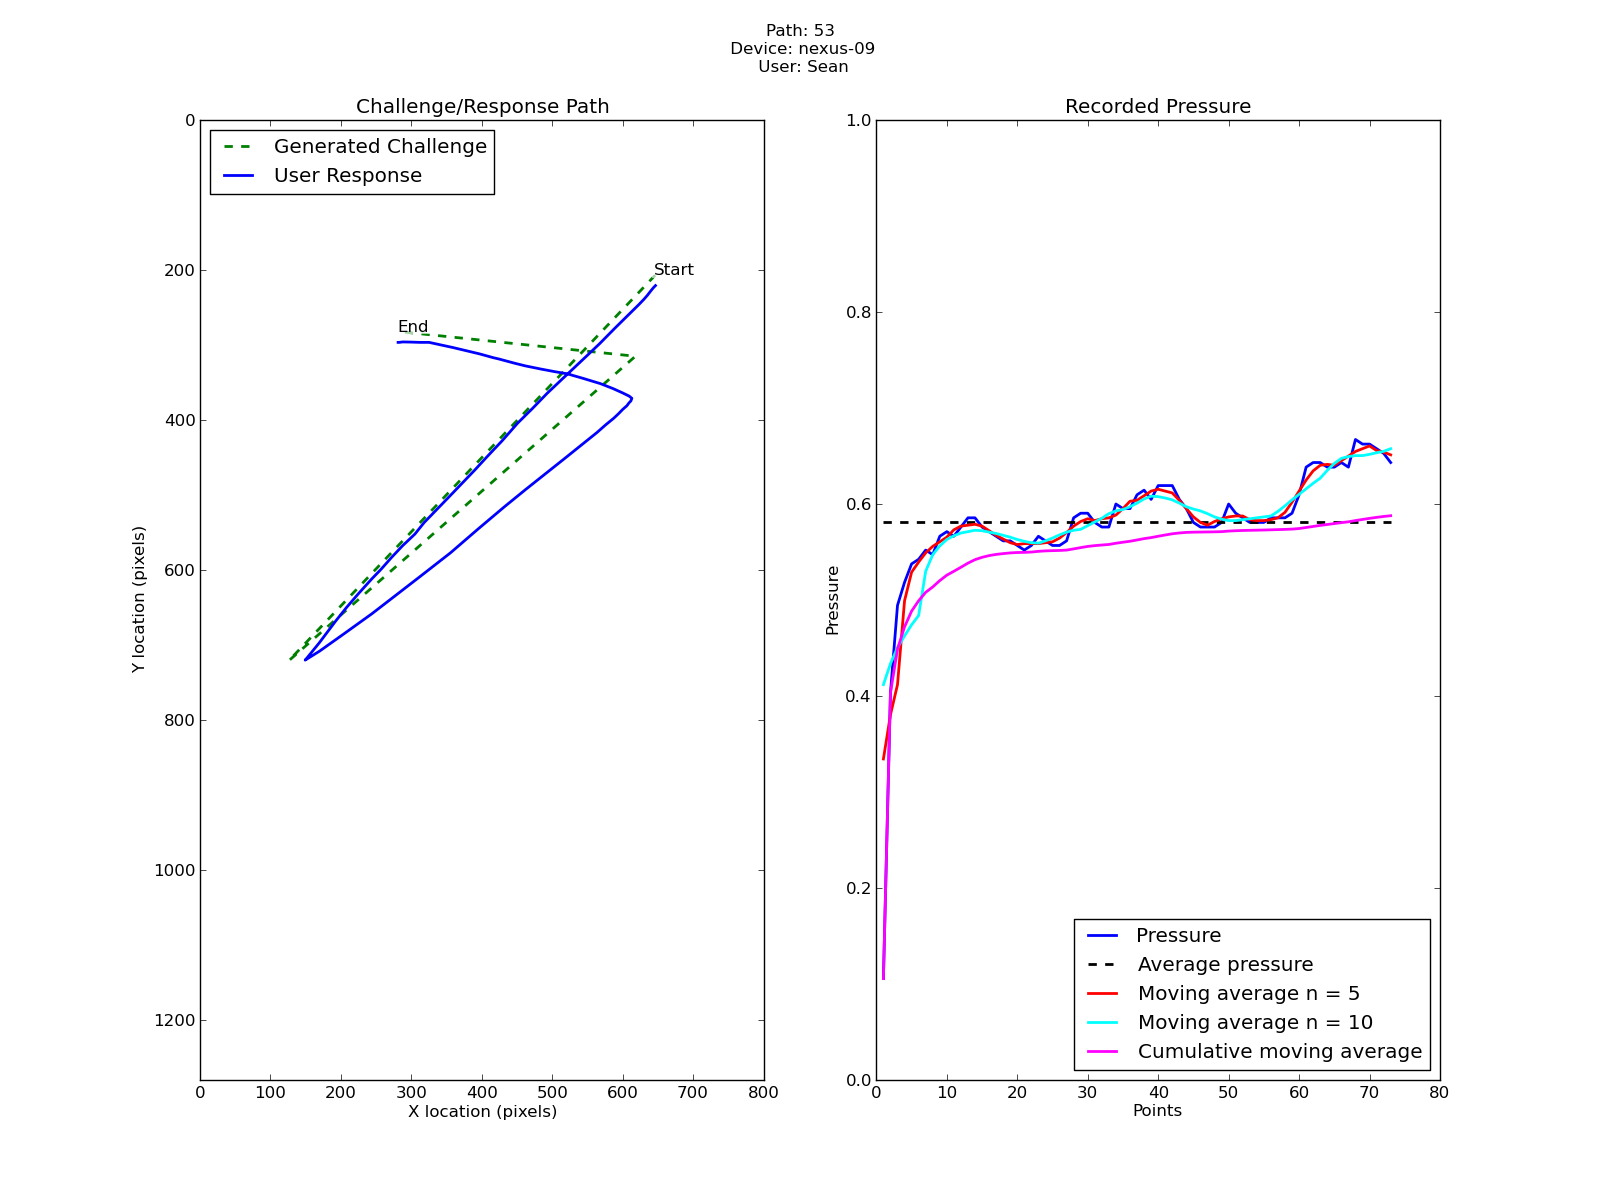 Path: 53
Device: nexus-09
User: Sean
Challenge/Response Path
Generated Challenge
User Response
Start
End
0
200
400
600
800
1000
1200
Y location (pixels)
0 100 200 300 400 500 600 700 800
X location (pixels)
Recorded Pressure
1.0
0.8
0.6
0.4
0.2
0.0
Pressure
Pressure
Average pressure
Moving average n = 5
Moving average n = 10
Cumulative moving average
0 10 20 30 40 50 60 70 80
Points